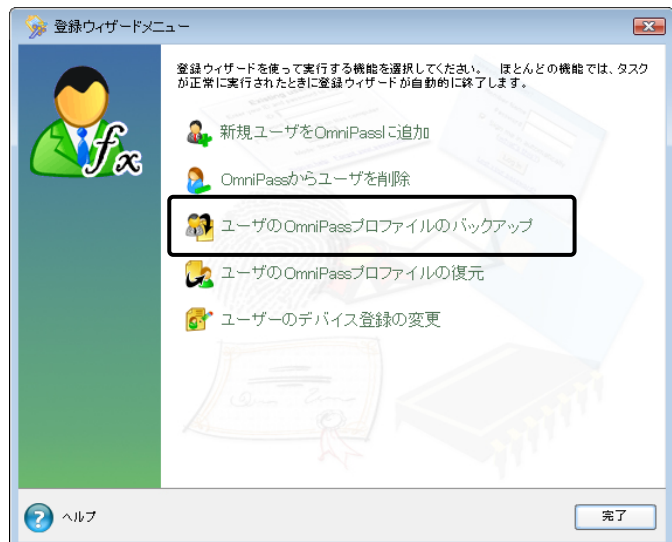 登録ウィザードメニュー
登録ウィザードを使って実行する機能を選択してください。 ほとんどの機能では、タスク
が正常に実行されたときに登録ウィザードが自動的に終了します。
fx
新規ユーザをOmniPassに追加
OmniPassからユーザを削除
ユーザのOmniPassプロファイルのバックアップ
ユーザのOmniPassプロファイルの復元
ユーザーのデバイス登録の変更
ヘルプ
完了